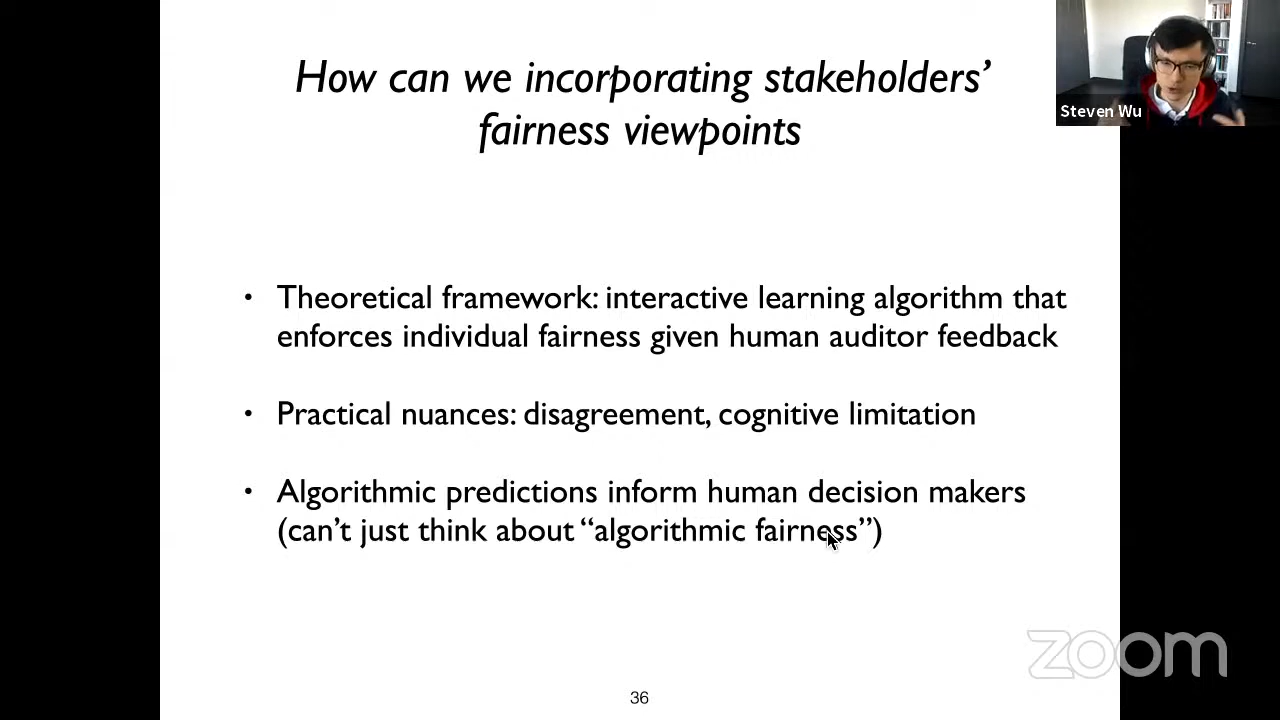 How can we incorporating stakeholders’
fairness viewpoints
Steven Wu
• Theoretical framework: interactive learning algorithm that
enforces individual fairness given human auditor feedback
• Practical nuances: disagreement, cognitive limitation
• Algorithmic predictions inform human decision makers
(can’t just think about “algorithmic fairness”)
zoom
36